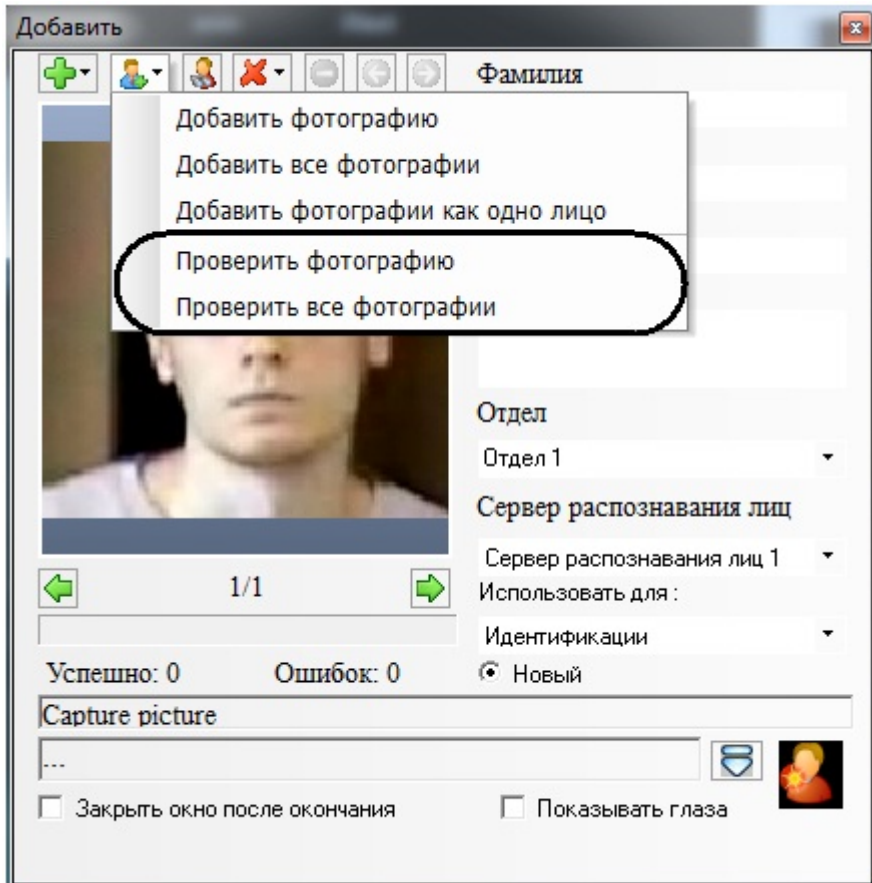 Добавить
Фамилия
Добавить фотографию
Добавить все фотографии
Добавить фотографии как одно лицо
Проверить фотографию
Проверить все фотографии
Отдел
Отдел 1
Сервер распознавания лиц
Сервер распознавания лиц 1
1/1
Использовать для :
Идентификации
Успешно: 0 Ошибок: 0
Новый
Capture picture
...
Закрыть окно после окончания
Показывать глаза